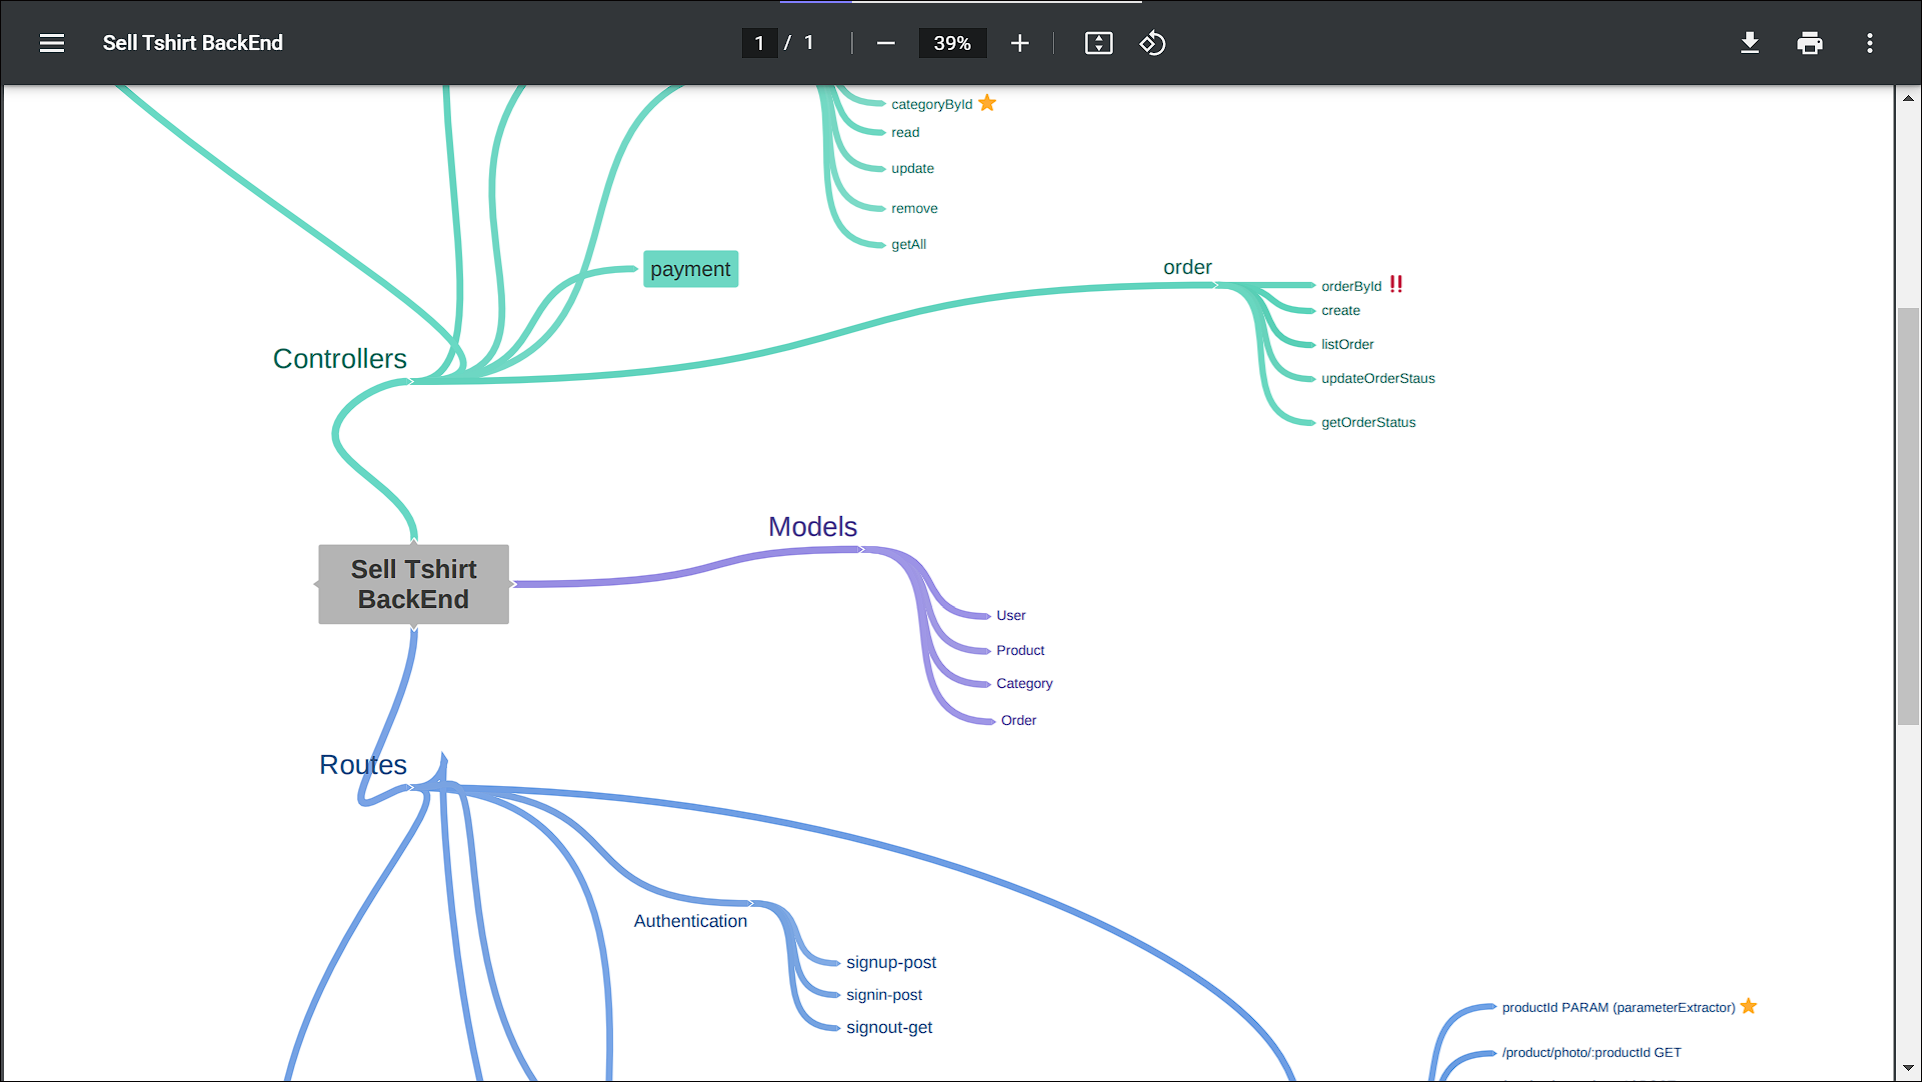 Sell Tshirt BackEnd
1 / 1
39%
categoryById
read
update
remove
getAll
payment
order
orderById !!
create
listOrder
updateOrderStaus
getOrderStatus
Controllers
Models
Sell Tshirt
BackEnd
User
Product
Category
Order
Routes
Authentication
signup-post
signin-post
signout-get
productId PARAM (parameterExtractor)
/product/photo/:productId GET